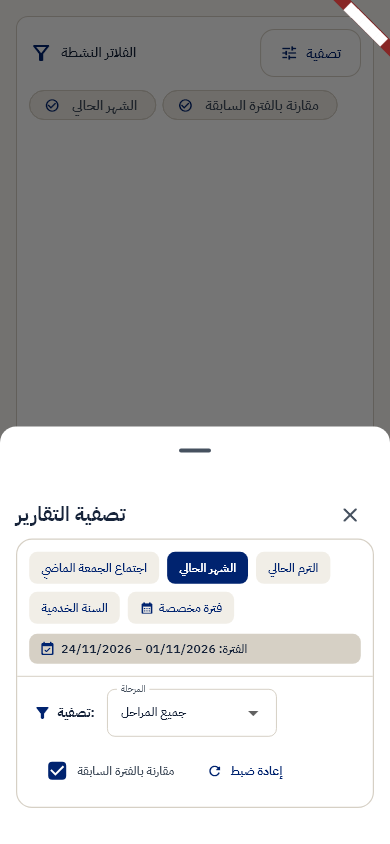 الفلاتر النشطة
تصفية
الشهر الحالي
مقارنة بالفترة السابقة
تصفية التقارير
اجتماع الجمعة الماضي
الشهر الحالي
الترم الحالي
السنة الخدمية
فترة مخصصة
الفترة: 01/11/2026 – 24/11/2026
تصفية:
المرحلة
جميع المراحل
مقارنة بالفترة السابقة
إعادة ضبط